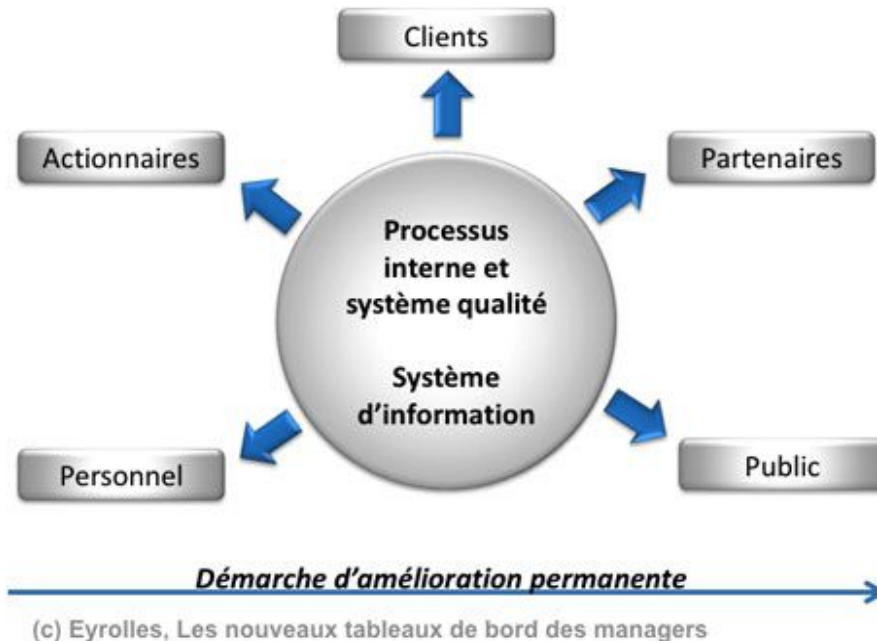 Clients
Actionnaires
Partenaires
Processus
interne et
système qualité
Système
d’information
Personnel
Public
Démarche d’amélioration permanente
(c) Eyrolles, Les nouveaux tableaux de bord des managers